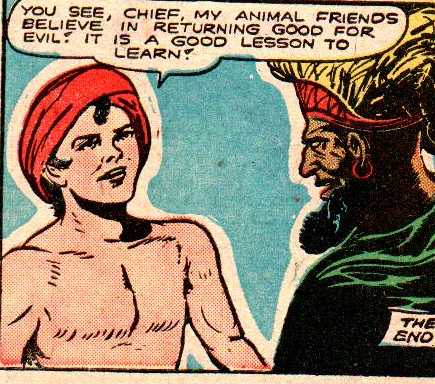 YOU SEE, CHIEF, MY ANIMAL FRIENDS
BELIEVE IN RETURNING GOOD FOR
EVIL! IT IS A GOOD LESSON TO
LEARN!
THE
END